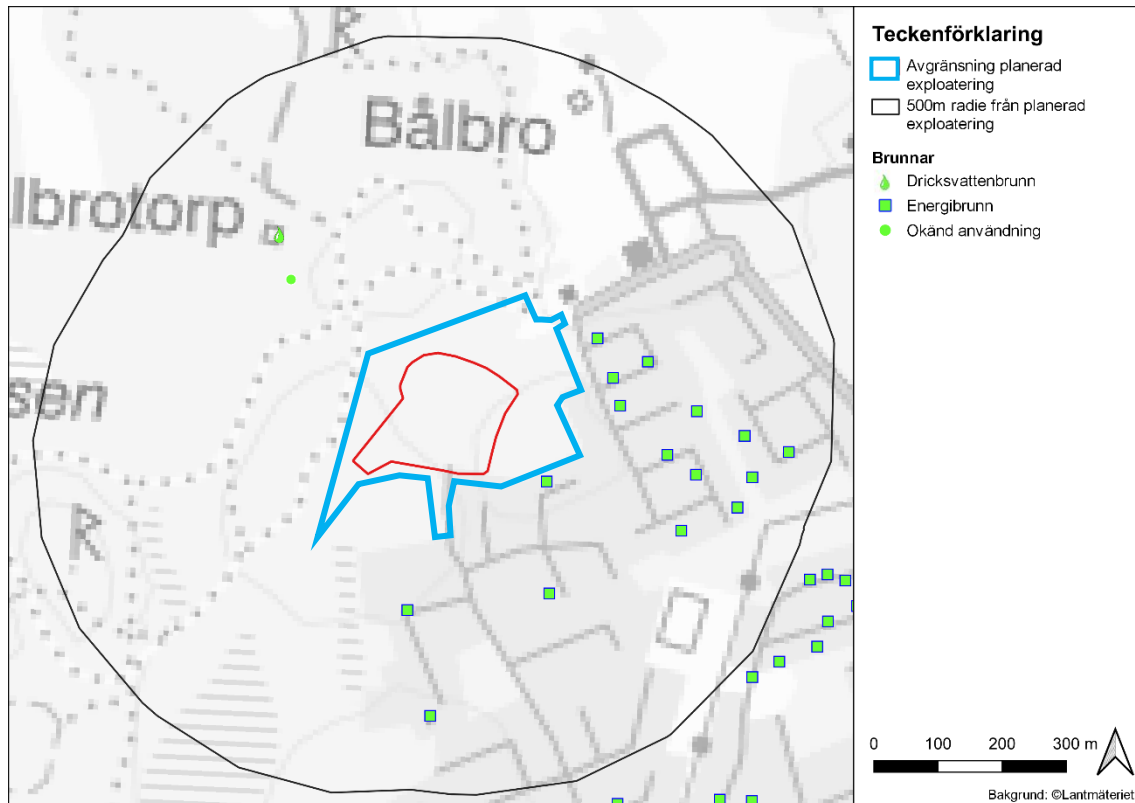 R
Bålbro
lbrotorp
sen
R
Teckenförklaring
Avgränsning planerad
exploatering
500m radie från planerad
exploatering
Brunnar
Dricksvattenbrunn
Energibrunn
Okänd användning
0 100 200 300 m
Bakgrund: ©Lantmäteriet